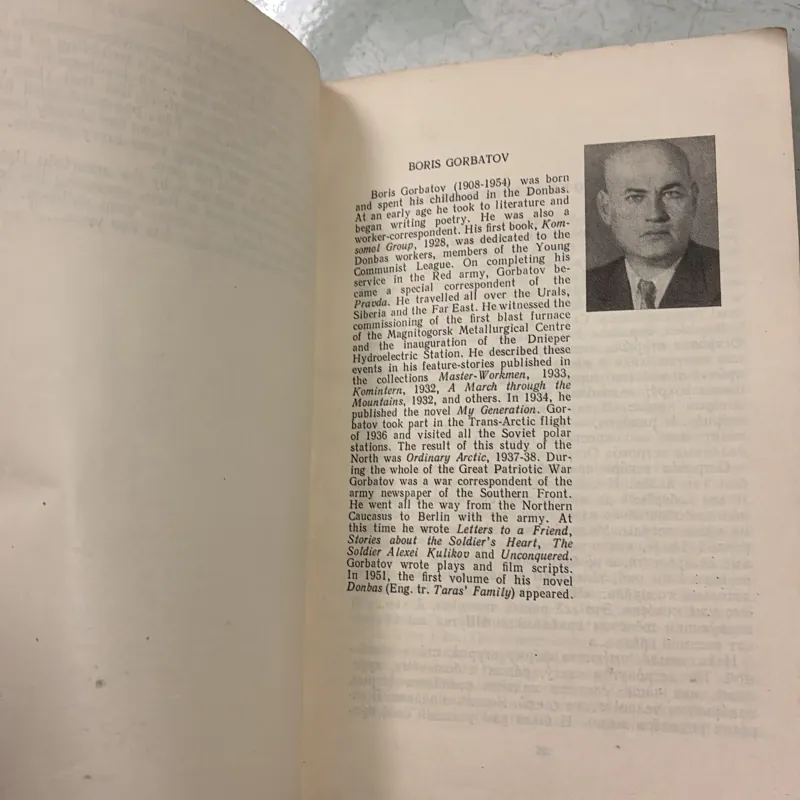 BORIS GORBATOV
Boris Gorbatov (1908-1954) was born
and spent his childhood in the Donbas.
At an early age he took to literature and
began writing poetry. He was also a
worker-correspondent. His first book, Kom-
somol Group, 1928, was dedicated to the
Donbas workers, members of the Young
Communist League. On completing his
service in the Red army, Gorbatov be-
came a special correspondent of the
Pravda. He travelled all over the Urals,
Siberia and the Far East. He witnessed the
commissioning of the first blast furnace
of the Magnitogorsk Metallurgical Centre
and the inauguration of the Dnieper
Hydroelectric Station. He described these
events in his feature-stories published in
the collections Master-Workmen, 1933,
Komintern, 1932, A March through the
Mountains, 1932, and others. In 1934, he
published the novel My Generation. Gor-
batov took part in the Trans-Arctic flight
of 1936 and visited all the Soviet polar
stations. The result of this study of the
North was Ordinary Arctic, 1937-38. Dur-
ing the whole of the Great Patriotic War
Gorbatov was a war correspondent of the
army newspaper of the Southern Front.
He went all the way from the Northern
Caucasus to Berlin with the army. At
this time he wrote Letters to a Friend,
Stories about the Soldier's Heart, The
Soldier Alexei Kulikov and Unconquered.
Gorbatov wrote plays and film scripts.
In 1951, the first volume of his novel
Donbas (Eng. tr. Taras' Family) appeared.